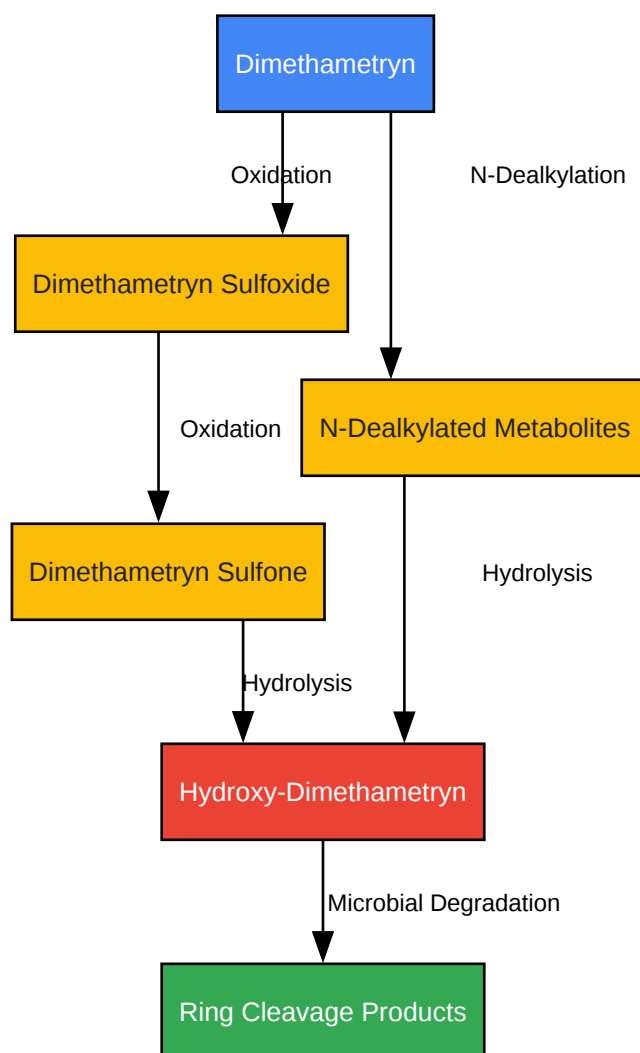 Dimethametryn
Oxidation
N-Dealkylation
Dimethametryn Sulfoxide
N-Dealkylated Metabolites
Oxidation
Dimethametryn Sulfone
Hydrolysis
Hydrolysis
Hydroxy-Dimethametryn
Microbial Degradation
Ring Cleavage Products